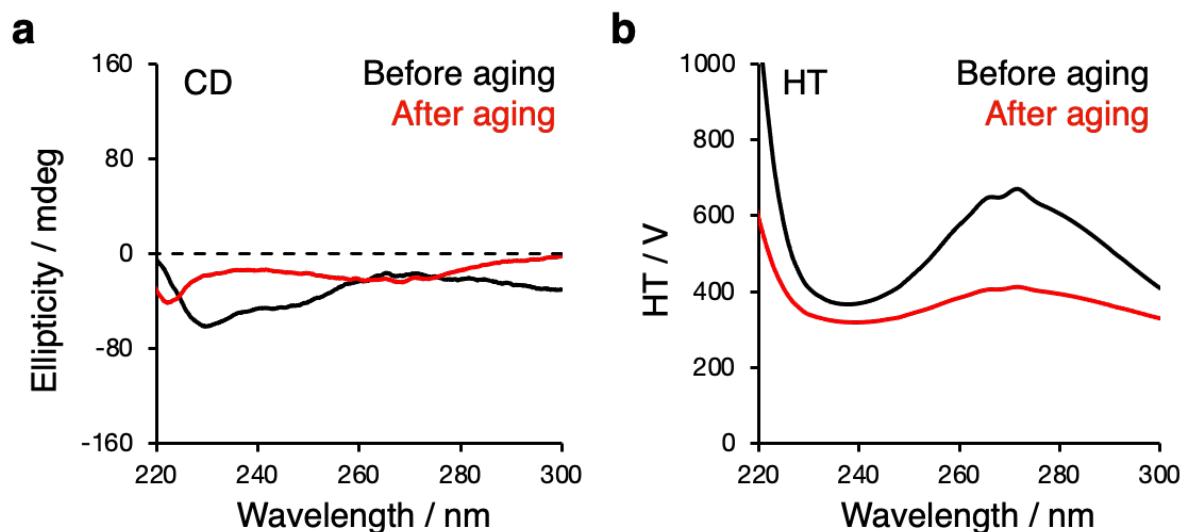 a
CD
Before aging
After aging
160
80
0
-80
-160
220
240
260
280
300
Ellipticity / mdeg
Wavelength / nm
b
HT
Before aging
After aging
1000
800
600
400
200
0
220
240
260
280
300
HT / V
Wavelength / nm